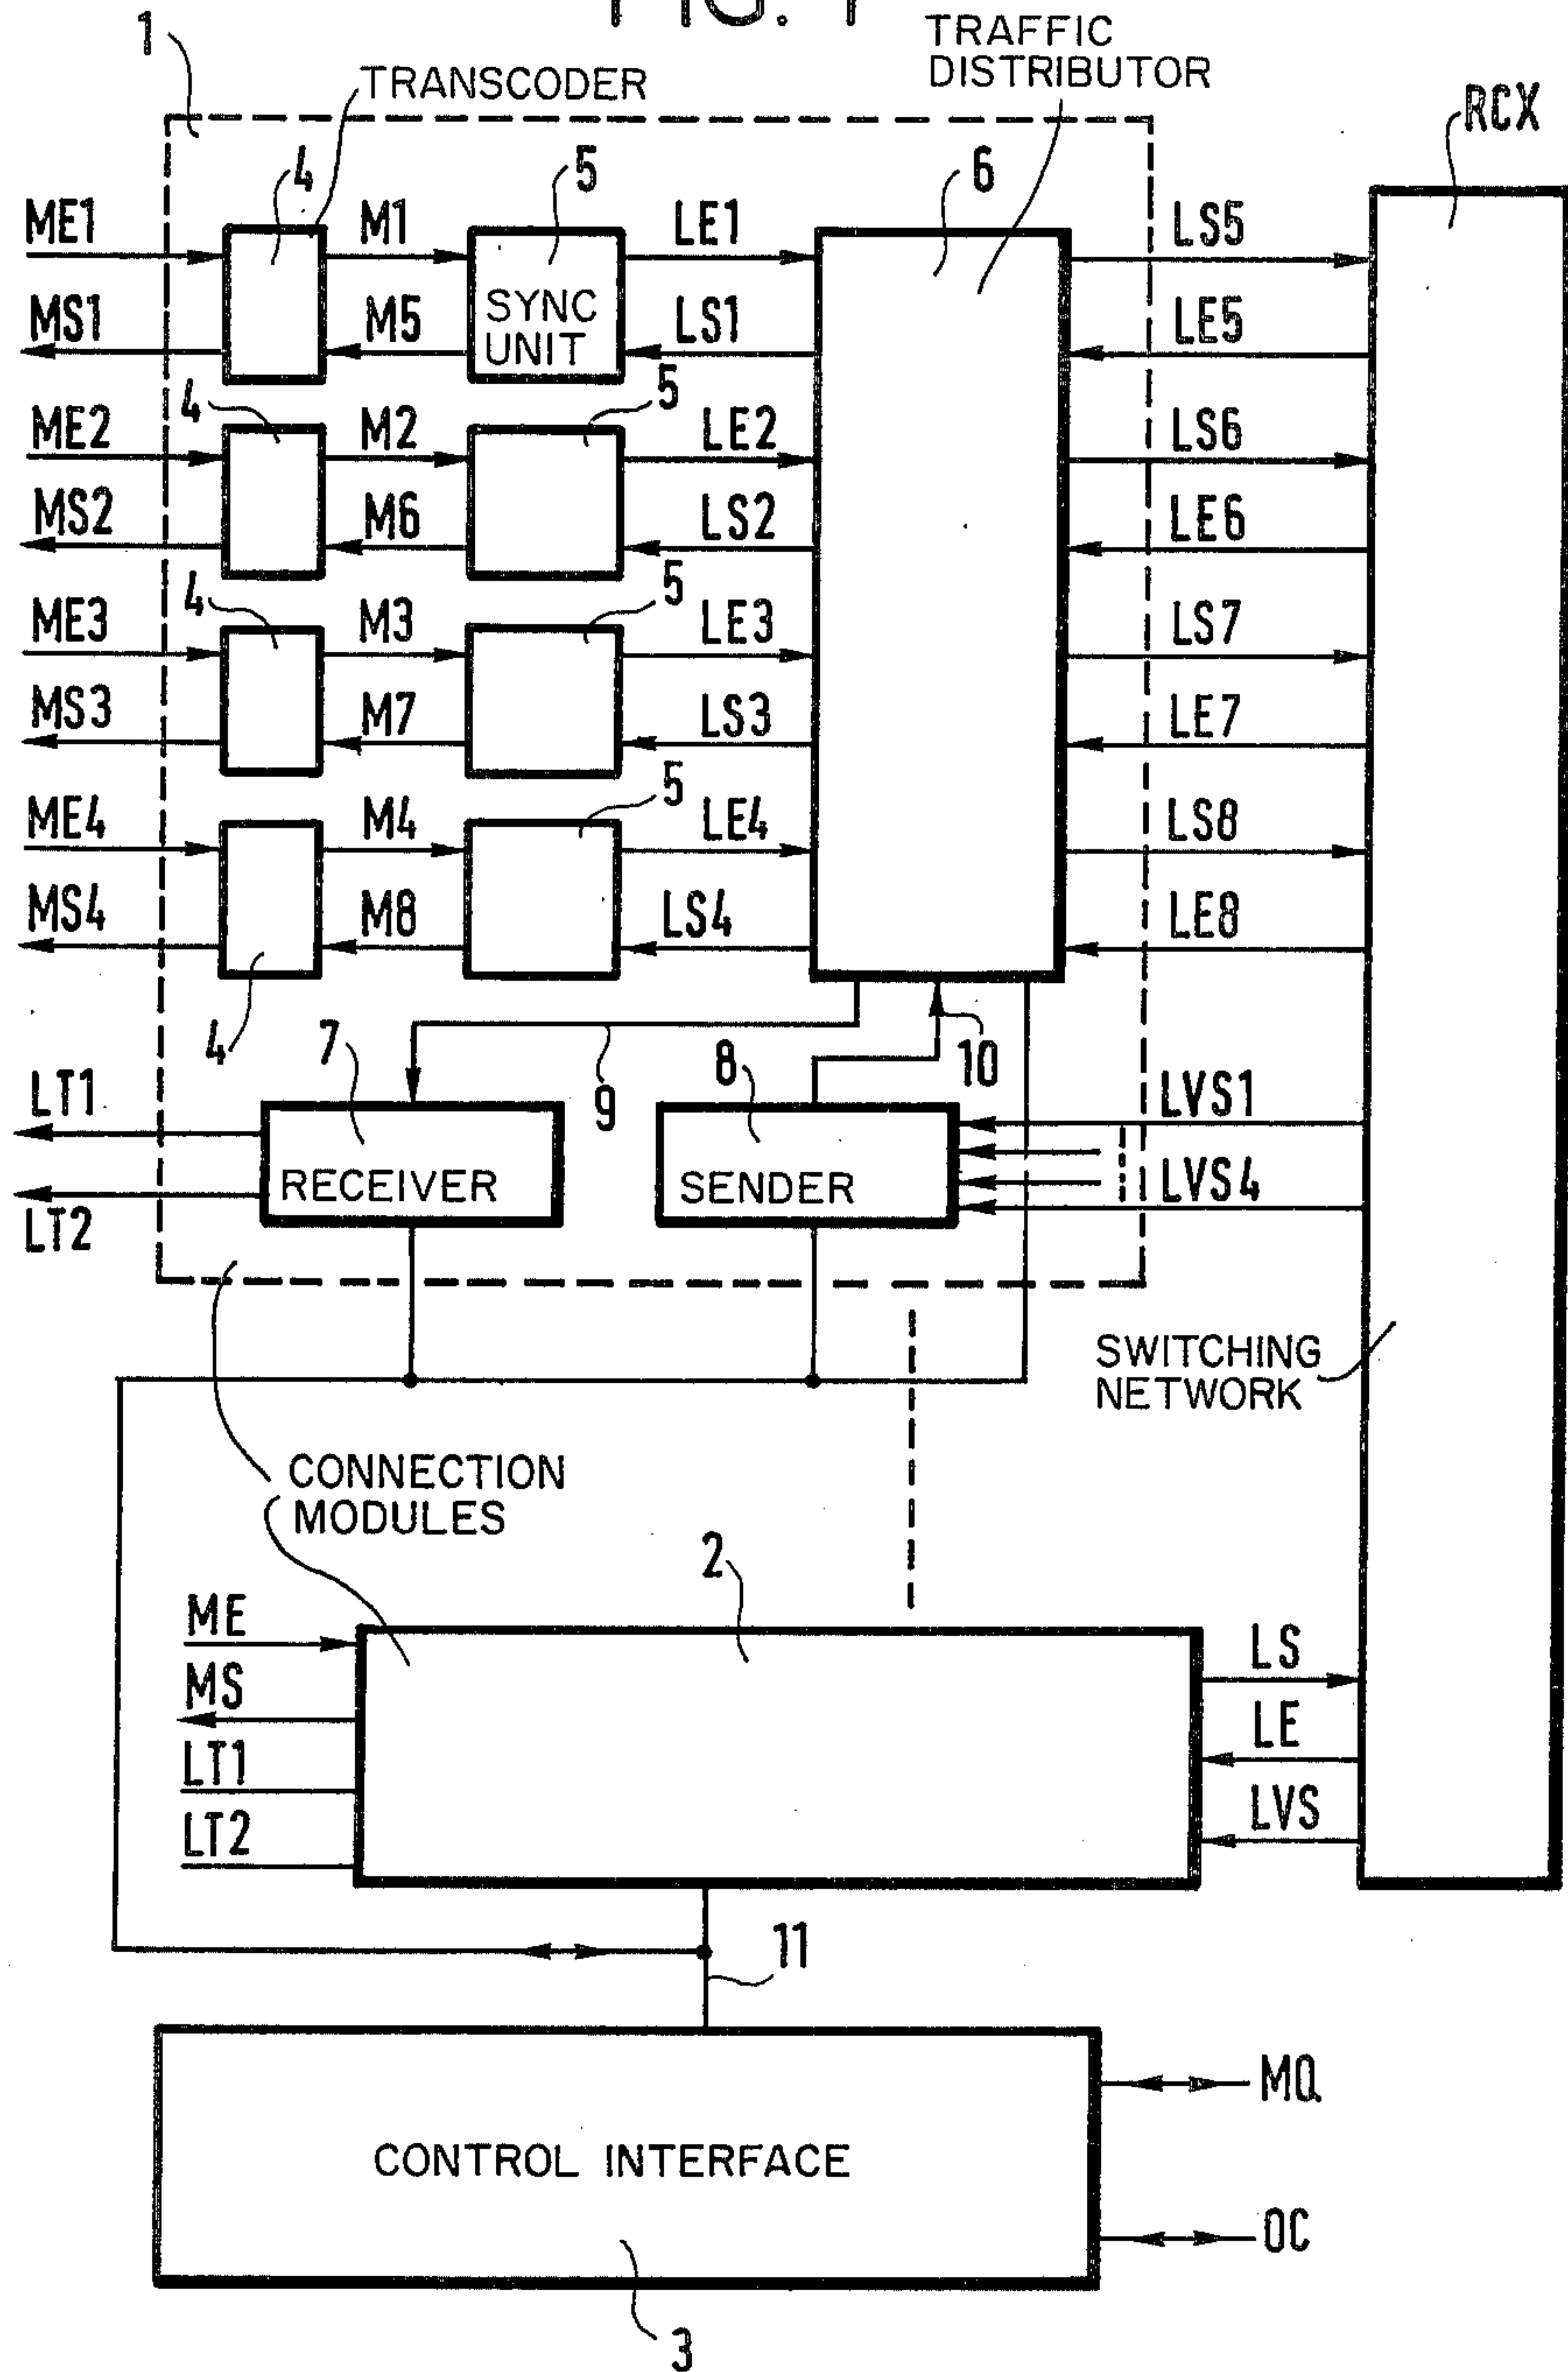 FIG. 1
1
TRANSCODER
TRAFFIC
DISTRIBUTOR
RCX
4
5
6
ME1
M1
LE1
LS5
MS1
M5
SYNC
UNIT
LS1
LE5
4
5
ME2
M2
LE2
LS6
MS2
M6
LS2
LE6
4
5
ME3
M3
LE3
LS7
MS3
M7
LS3
LE7
5
ME4
M4
LE4
LS8
MS4
M8
LS4
LE8
4
7
9
8
10
LT1
LVS1
RECEIVER
SENDER
LVS4
LT2
SWITCHING
NETWORK
CONNECTION
MODULES
2
ME
MS
LS
LT1
LE
LT2
LVS
11
MQ
CONTROL INTERFACE
OC
3